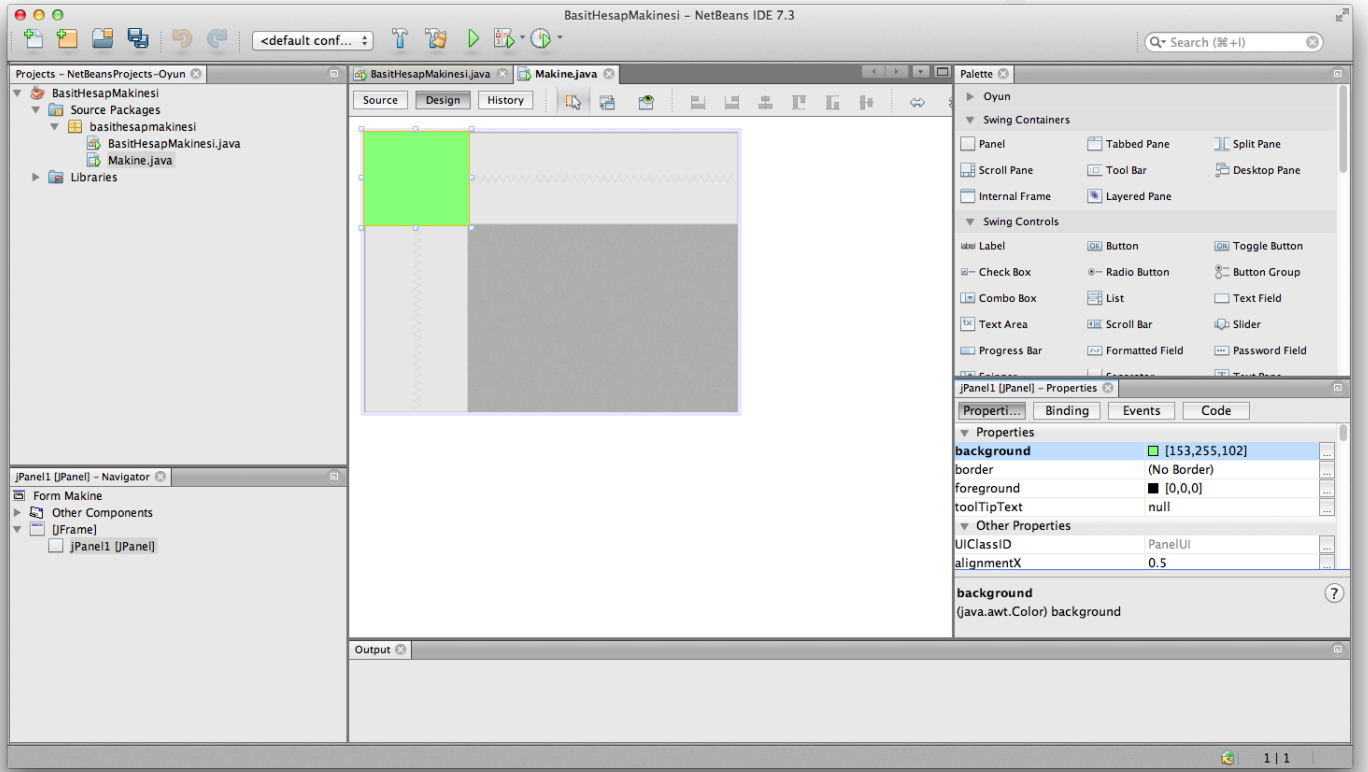 BasitHesapMakinesi – NetBeans IDE 7.3
<default conf...
Search (⌘+I)
Projects – NetBeansProjects-Oyun
BasitHesapMakinesi
Source Packages
basithesapmakinesi
BasitHesapMakinesi.java
Makine.java
Libraries
BasitHesapMakinesi.java
Makine.java
Source
Design
History
Palette
Oyun
Swing Containers
Panel
Tabbed Pane
Split Pane
Scroll Pane
Tool Bar
Desktop Pane
Internal Frame
Layered Pane
Swing Controls
label Label
OK Button
ON Toggle Button
Check Box
Radio Button
Button Group
Combo Box
List
Text Field
Text Area
Scroll Bar
Slider
Progress Bar
Formatted Field
Password Field
jPanel1 [JPanel] – Navigator
Form Makine
Other Components
[JFrame]
jPanel1 [JPanel]
jPanel1 [JPanel] – Properties
Properti...
Binding
Events
Code
Properties
background [153,255,102] ...
border (No Border) ...
foreground [0,0,0] ...
toolTipText null ...
Other Properties
UIClassID PanelUI ...
alignmentX 0.5 ...
background
(java.awt.Color) background
?
Output
1 | 1